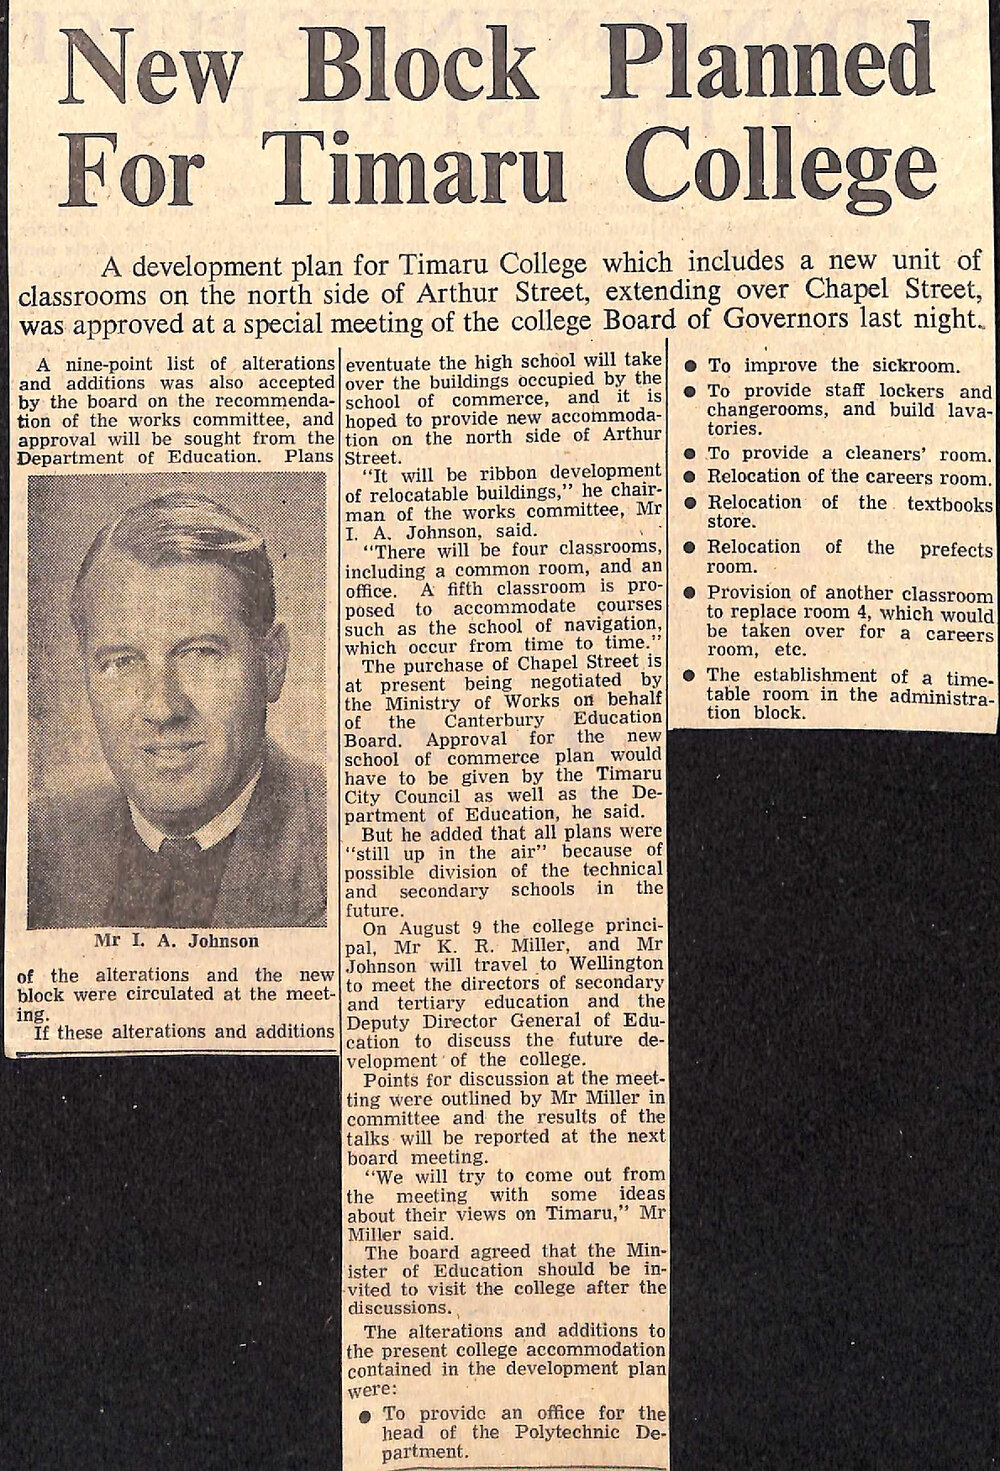 New Block Planned
For Timaru College
A development plan for Timaru College which includes a new unit of
classrooms on the north side of Arthur Street, extending over Chapel Street,
was approved at a special meeting of the college Board of Governors last night.
A nine-point list of alterations
and additions was also accepted
by the board on the recommenda-
tion of the works committee, and
approval will be sought from the
Department of Education. Plans
Mr I. A. Johnson
of the alterations and the new
block were circulated at the meet-
ing.
If these alterations and additions
eventuate the high school will take
over the buildings occupied by the
school of commerce, and it is
hoped to provide new accommoda-
tion on the north side of Arthur
Street.
"It will be ribbon development
of relocatable buildings," he chair-
man of the works committee, Mr
I. A. Johnson, said.
"There will be four classrooms,
including a common room, and an
office. A fifth classroom is pro-
posed to accommodate courses
such as the school of navigation,
which occur from time to time."
The purchase of Chapel Street is
at present being negotiated by
the Ministry of Works on behalf
of the Canterbury Education
Board. Approval for the new
school of commerce plan would
have to be given by the Timaru
City Council as well as the De-
partment of Education, he said.
But he added that all plans were
"still up in the air" because of
possible division of the technical
and secondary schools in the
future.
On August 9 the college princi-
pal, Mr K. R. Miller, and Mr
Johnson will travel to Wellington
to meet the directors of secondary
and tertiary education and the
Deputy Director General of Edu-
cation to discuss the future de-
velopment of the college.
Points for discussion at the meet-
ting were outlined by Mr Miller in
committee and the results of the
talks will be reported at the next
board meeting.
"We will try to come out from
the meeting with some ideas
about their views on Timaru," Mr
Miller said.
The board agreed that the Min-
ister of Education should be in-
vited to visit the college after the
discussions.
The alterations and additions to
the present college accommodation
contained in the development plan
were:
● To provide an office for the
head of the Polytechnic De-
partment.
● To improve the sickroom.
● To provide staff lockers and
changerooms, and build lava-
tories.
● To provide a cleaners' room.
● Relocation of the careers room.
● Relocation of the textbooks
store.
● Relocation of the prefects
room.
● Provision of another classroom
to replace room 4, which would
be taken over for a careers
room, etc.
● The establishment of a time-
table room in the administra-
tion block.